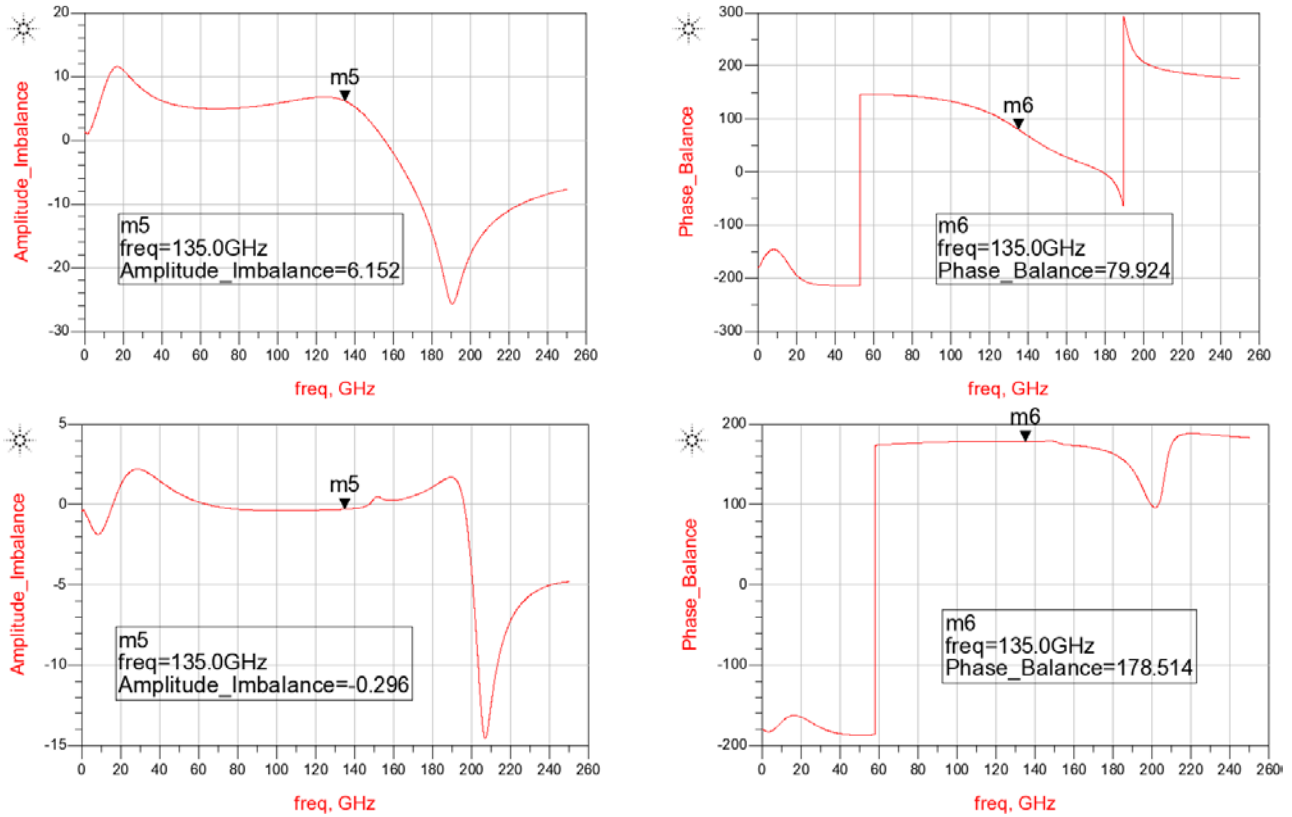 Amplitude_Imbalance
20
10
0
-10
-20
-30
m5
m5
freq=135.0GHz
Amplitude_Imbalance=6.152
0 20 40 60 80 100 120 140 160 180 200 220 240 260
freq, GHz
Phase_Balance
300
200
100
0
-100
-200
-300
m6
m6
freq=135.0GHz
Phase_Balance=79.924
0 20 40 60 80 100 120 140 160 180 200 220 240 260
freq, GHz
Amplitude_Imbalance
5
0
-5
-10
-15
m5
m5
freq=135.0GHz
Amplitude_Imbalance=-0.296
0 20 40 60 80 100 120 140 160 180 200 220 240 260
freq, GHz
Phase_Balance
200
100
0
-100
-200
m6
m6
freq=135.0GHz
Phase_Balance=178.514
0 20 40 60 80 100 120 140 160 180 200 220 240 260
freq, GHz